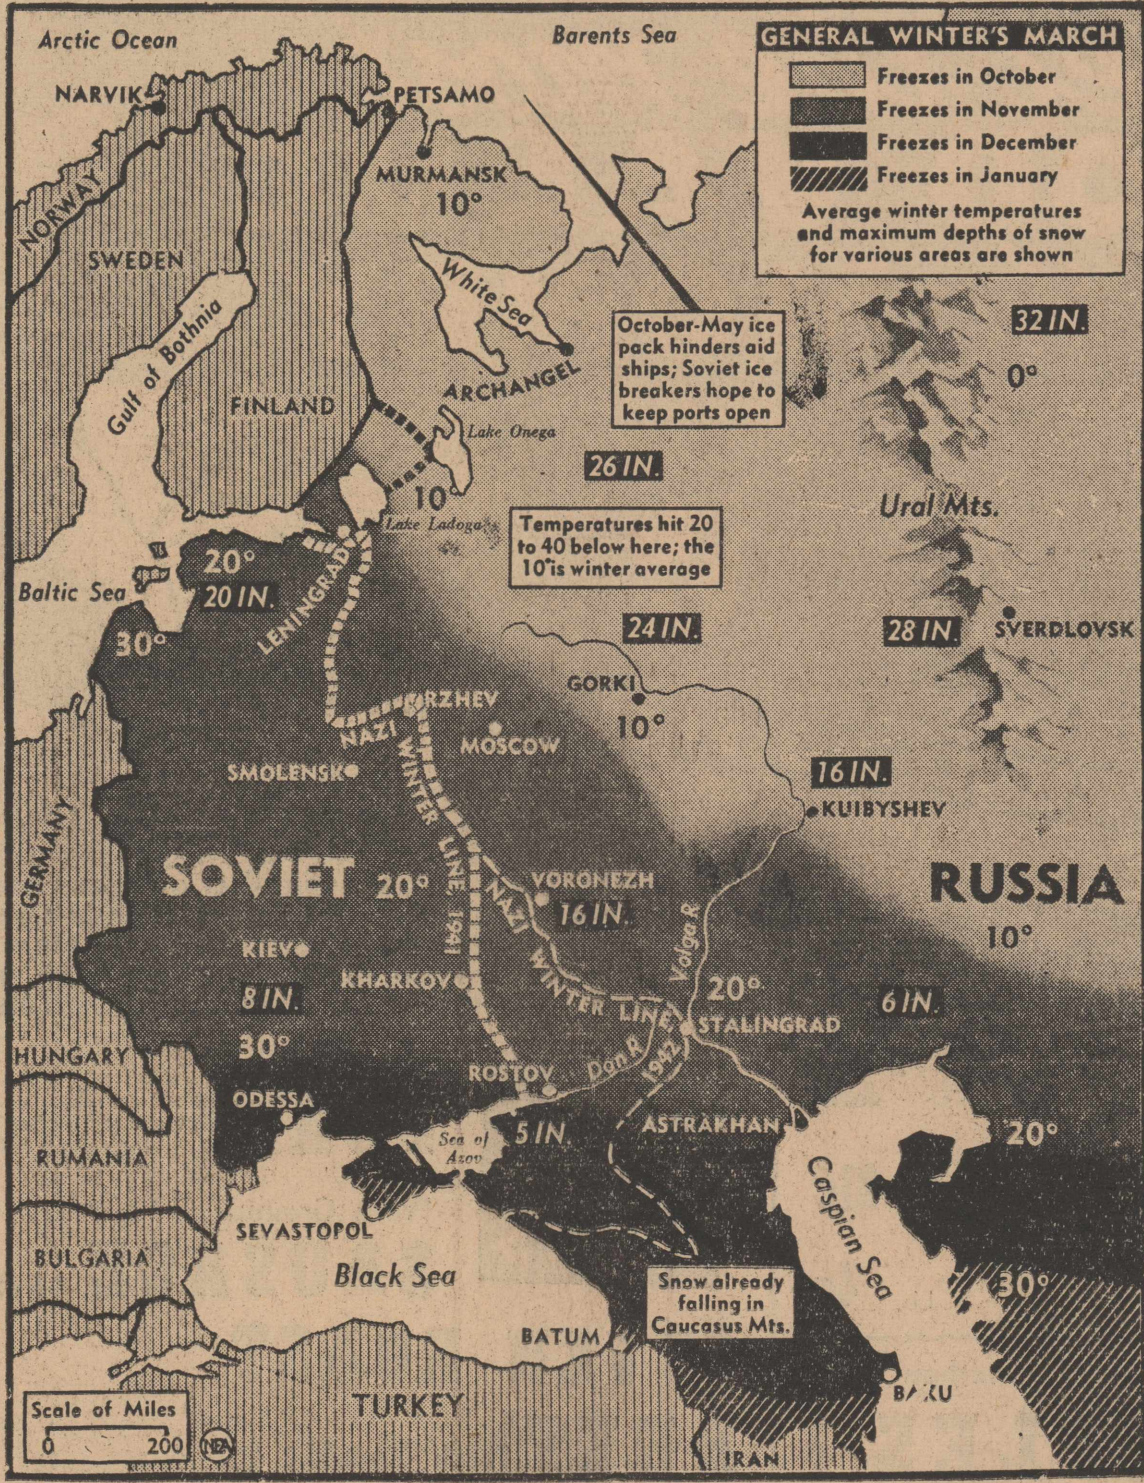 Arctic Ocean
Barents Sea
GENERAL WINTER'S MARCH
Freezes in October
Freezes in November
Freezes in December
Freezes in January
Average winter temperatures
and maximum depths of snow
for various areas are shown
NARVIK
PETSAMO
MURMANSK
10°
NORWAY
SWEDEN
White Sea
Gulf of Bothnia
32 IN.
0°
October-May ice
pack hinders aid
ships; Soviet ice
breakers hope to
keep ports open
ARCHANGEL
FINLAND
Lake Onega
26 IN.
10°
Lake Ladoga
Ural Mts.
Temperatures hit 20
to 40 below here; the
10° is winter average
20°
20 IN.
LENINGRAD
Baltic Sea
30°
24 IN.
28 IN.
SVERDLOVSK
GORKI
10°
RZHEV
NAZI WINTER LINE, 1941
MOSCOW
SMOLENSK
16 IN.
KUIBYSHEV
GERMANY
SOVIET
20°
RUSSIA
10°
VORONEZH
16 IN.
NAZI WINTER LINE, 1942
Volga R.
KIEV
KHARKOV
8 IN.
20°
6 IN.
STALINGRAD
HUNGARY
30°
ROSTOV
Don R.
ODESSA
ASTRAKHAN
Sea of
Azov
5 IN.
20°
RUMANIA
Caspian Sea
SEVASTOPOL
BULGARIA
Black Sea
Snow already
falling in
Caucasus Mts.
30°
BATUM
BAKU
TURKEY
IRAN
Scale of Miles
0 200
NEA